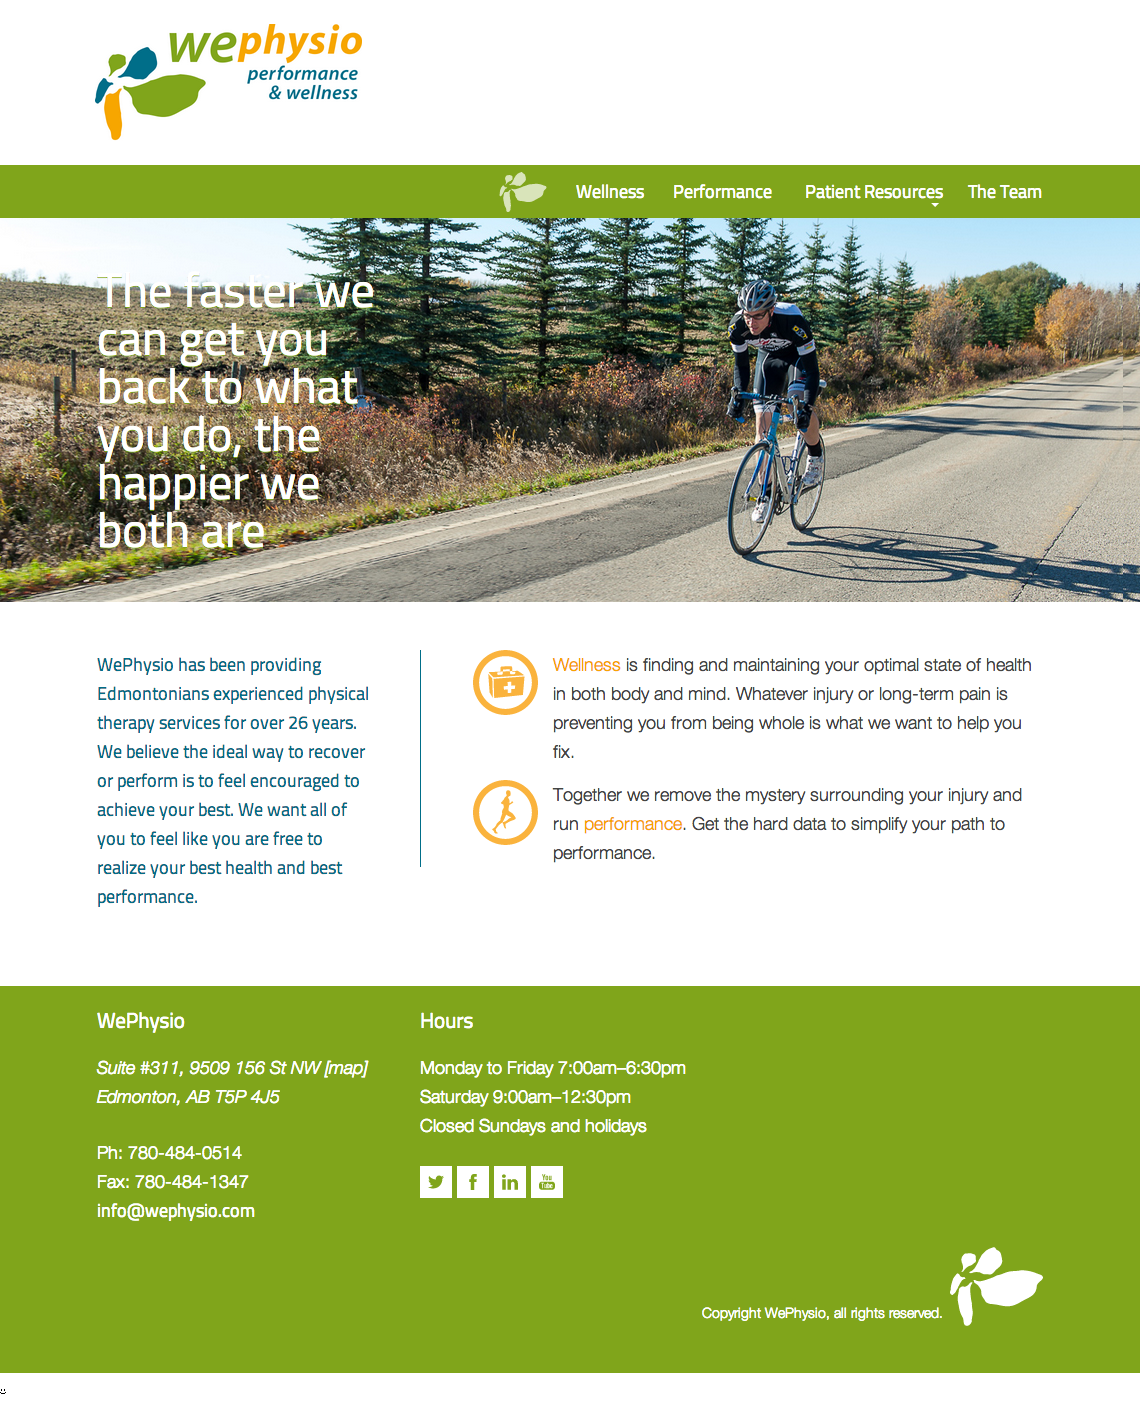 wephysio
performance
& wellness
Wellness Performance Patient Resources The Team
The faster we
can get you
back to what
you do, the
happier we
both are
WePhysio has been providing
Edmontonians experienced physical
therapy services for over 26 years.
We believe the ideal way to recover
or perform is to feel encouraged to
achieve your best. We want all of
you to feel like you are free to
realize your best health and best
performance.
Wellness is finding and maintaining your optimal state of health
in both body and mind. Whatever injury or long-term pain is
preventing you from being whole is what we want to help you
fix.
Together we remove the mystery surrounding your injury and
run performance. Get the hard data to simplify your path to
performance.
WePhysio
Suite #311, 9509 156 St NW [map]
Edmonton, AB T5P 4J5
Ph: 780-484-0514
Fax: 780-484-1347
info@wephysio.com
Hours
Monday to Friday 7:00am–6:30pm
Saturday 9:00am–12:30pm
Closed Sundays and holidays
You Tube
Copyright WePhysio, all rights reserved.